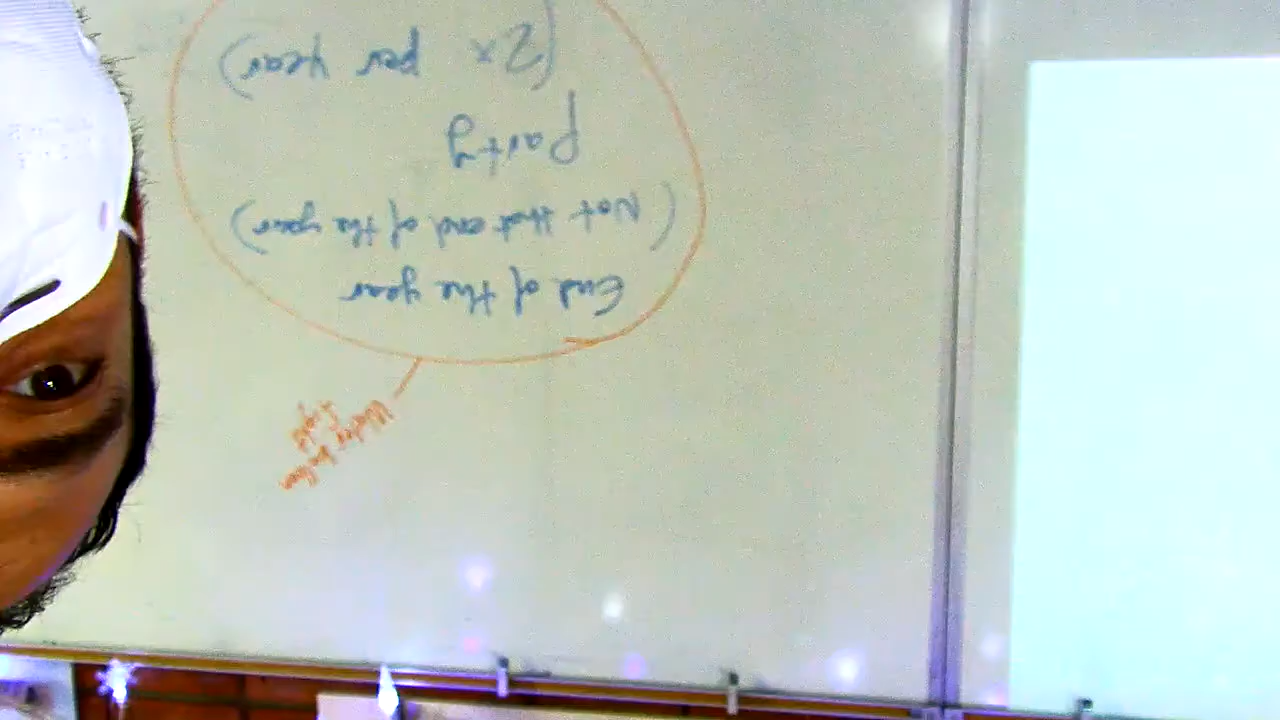 End of the year
(Not that end of the year)
Party
(2x per year)